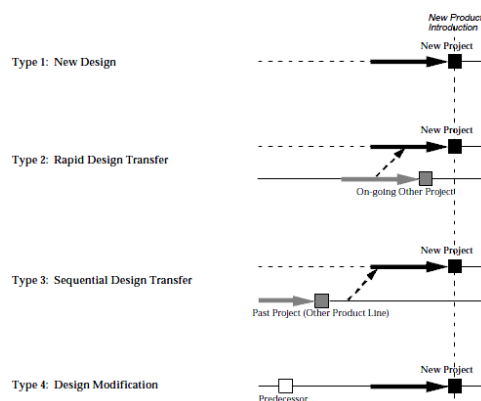 New Product
Introduction
New Project
Type 1: New Design
New Project
Type 2: Rapid Design Transfer
On-going Other Project
New Project
Type 3: Sequential Design Transfer
Past Project (Other Product Line)
New Project
Type 4: Design Modification
Predecessor